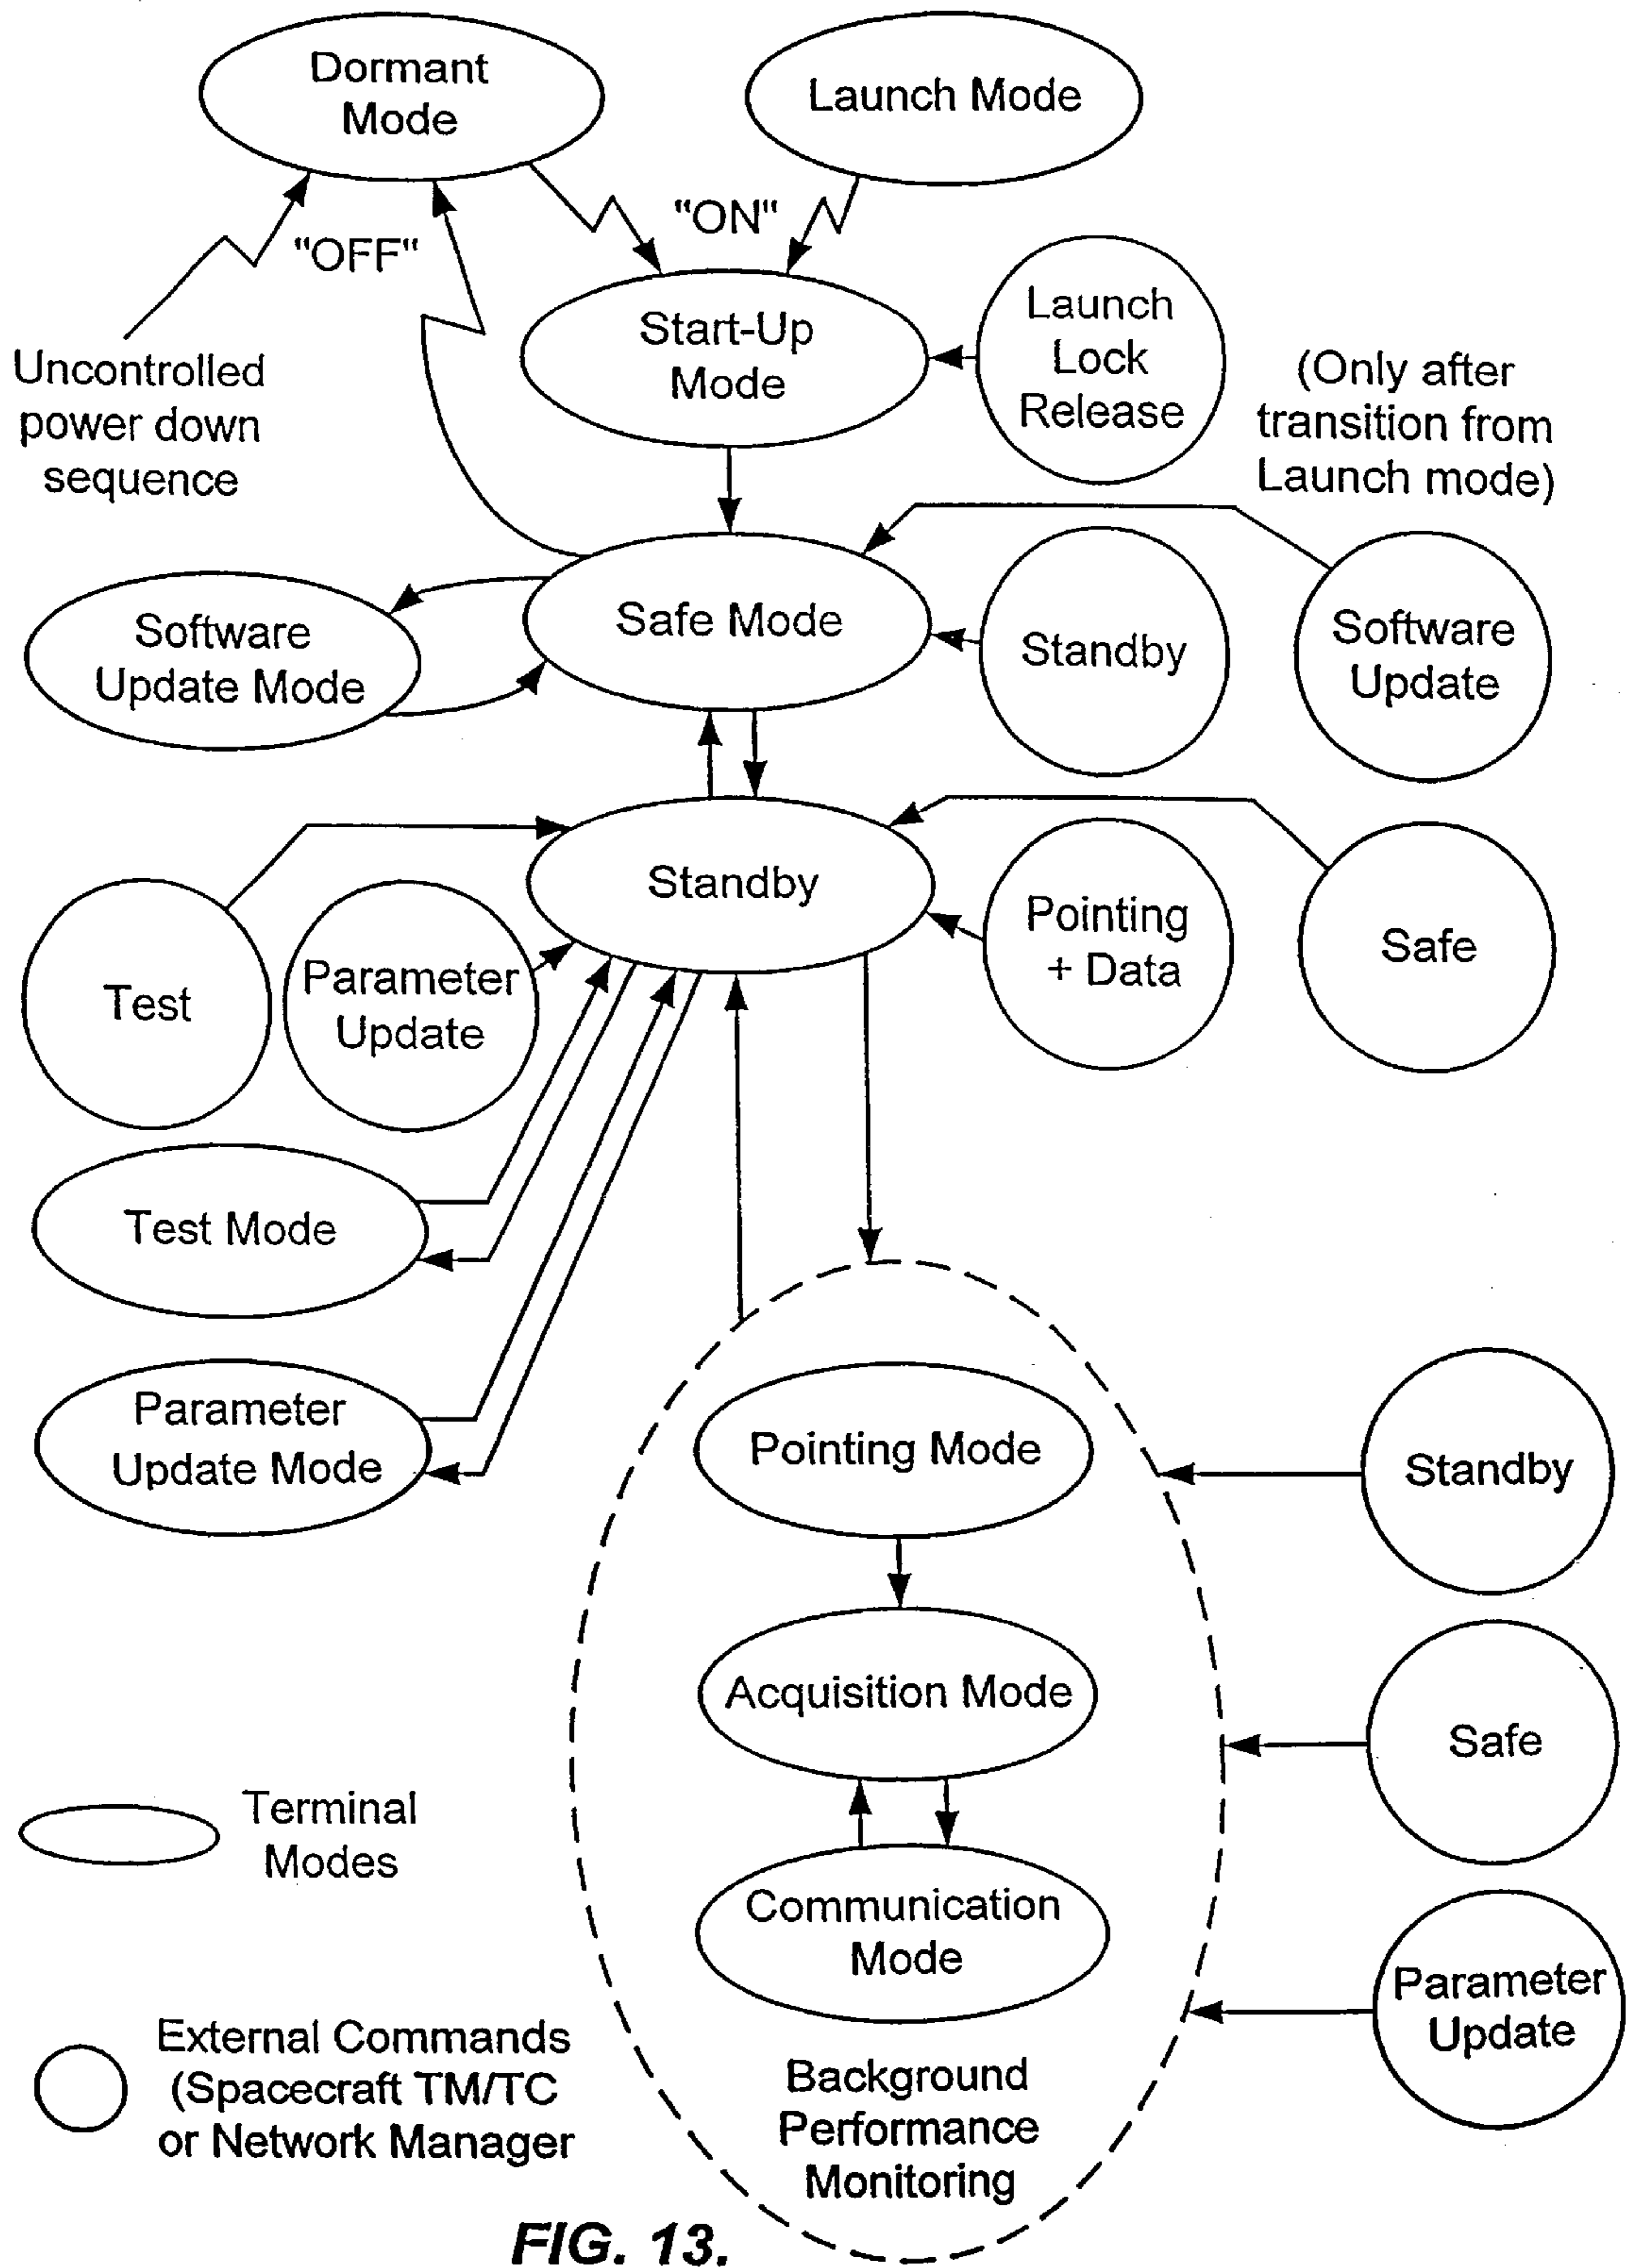 Dormant
Mode
Launch Mode
"ON"
"OFF"
Start-Up
Mode
Launch
Lock
Release
(Only after
transition from
Launch mode)
Uncontrolled
power down
sequence
Safe Mode
Software
Update Mode
Standby
Software
Update
Standby
Pointing
+ Data
Safe
Test
Parameter
Update
Test Mode
Parameter
Update Mode
Pointing Mode
Standby
Acquisition Mode
Safe
Communication
Mode
Parameter
Update
Background
Performance
Monitoring
Terminal
Modes
External Commands
(Spacecraft TM/TC
or Network Manager
FIG. 13.